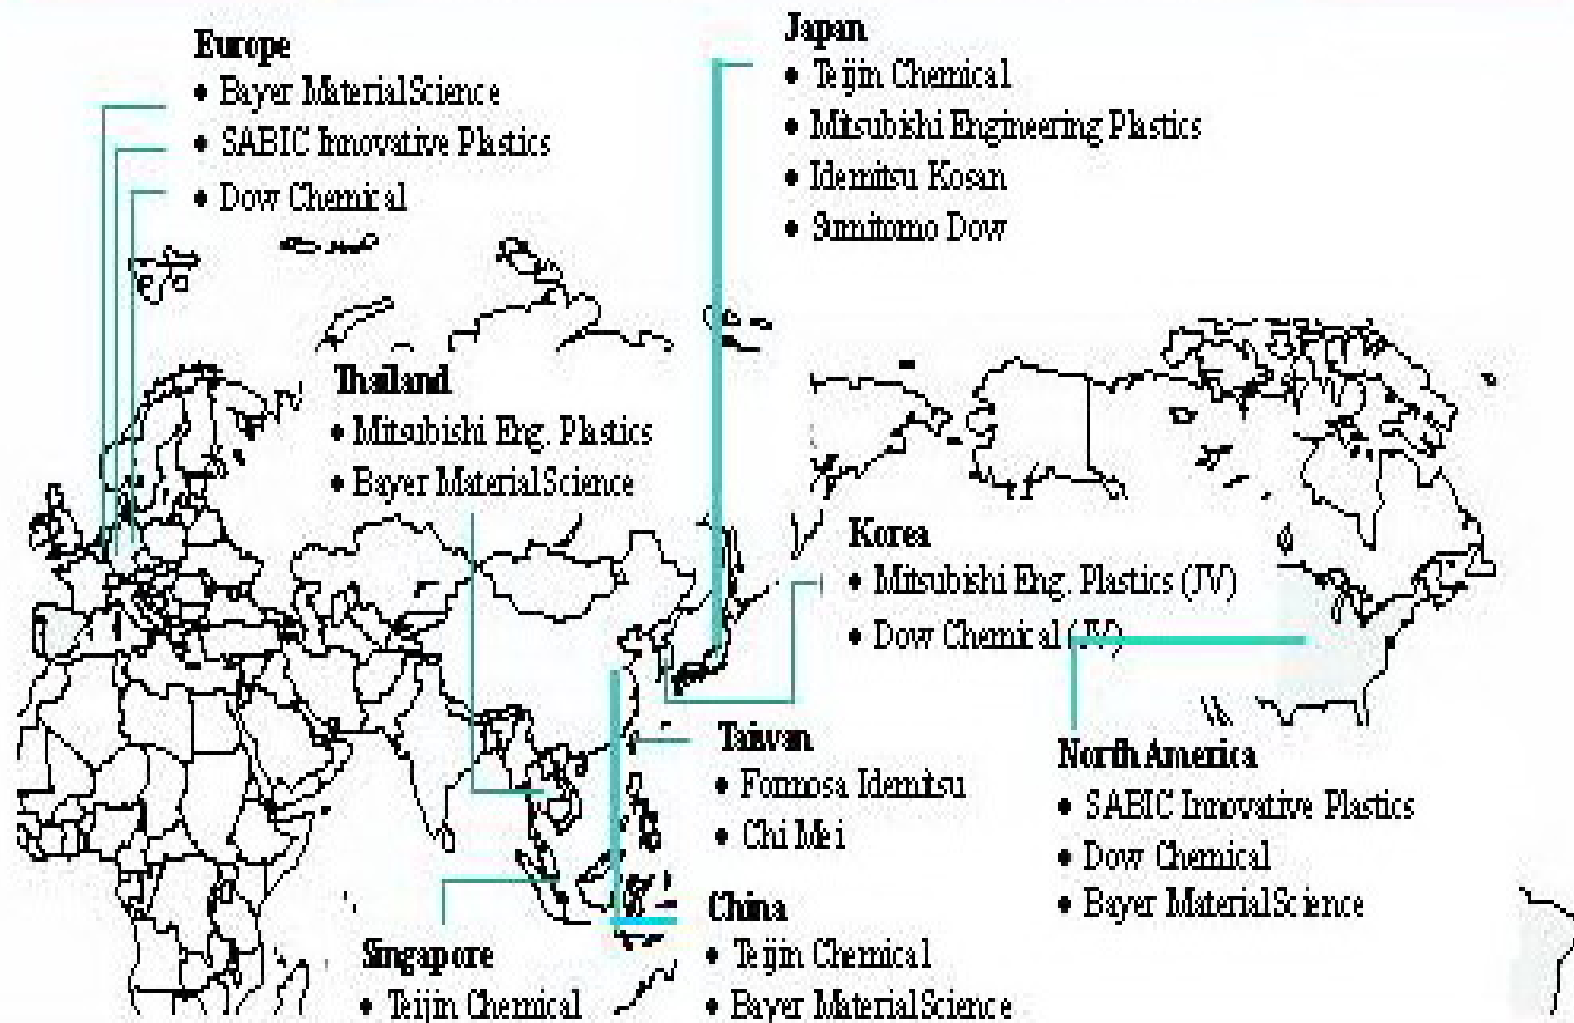 Europe
• Bayer MaterialScience
• SABIC Innovative Plastics
• Dow Chemical
Japan
• Teijin Chemical
• Mitsubishi Engineering Plastics
• Idemitsu Kosan
• Sumitomo Dow
Thailand
• Mitsubishi Eng. Plastics
• Bayer MaterialScience
Korea
• Mitsubishi Eng. Plastics (JV)
• Dow Chemical (JV)
Taiwan
• Formosa Idemitsu
• Chi Mei
North America
• SABIC Innovative Plastics
• Dow Chemical
• Bayer MaterialScience
China
• Teijin Chemical
• Bayer MaterialScience
Singapore
• Teijin Chemical